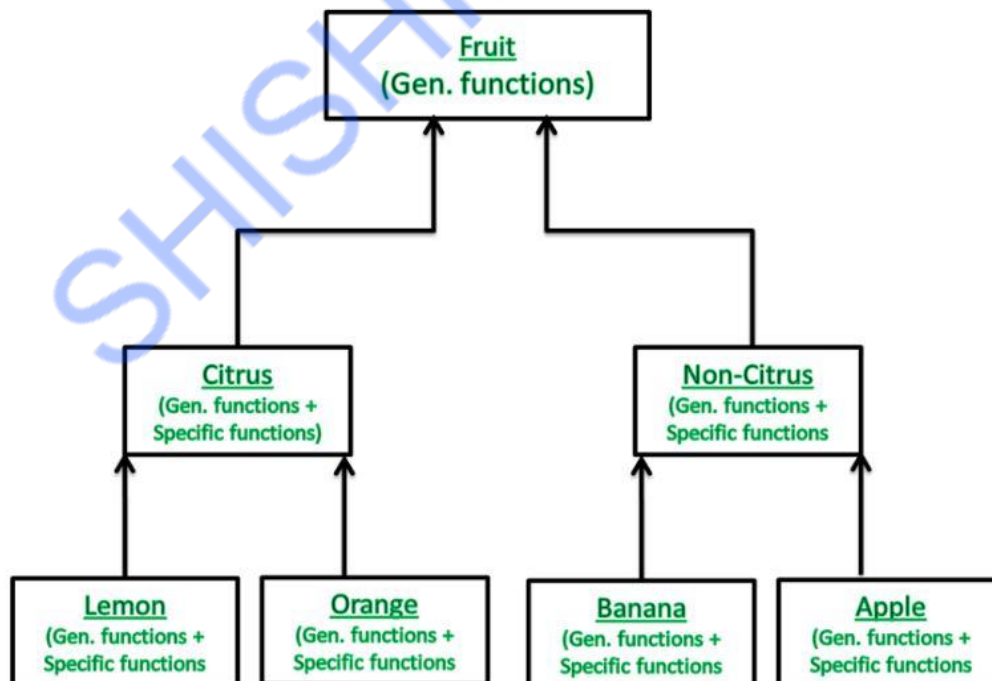 Fruit
(Gen. functions)
SHISH
Citrus
(Gen. functions +
Specific functions)
Non-Citrus
(Gen. functions +
Specific functions
Lemon
(Gen. functions +
Specific functions
Orange
(Gen. functions +
Specific functions
Banana
(Gen. functions +
Specific functions
Apple
(Gen. functions +
Specific functions